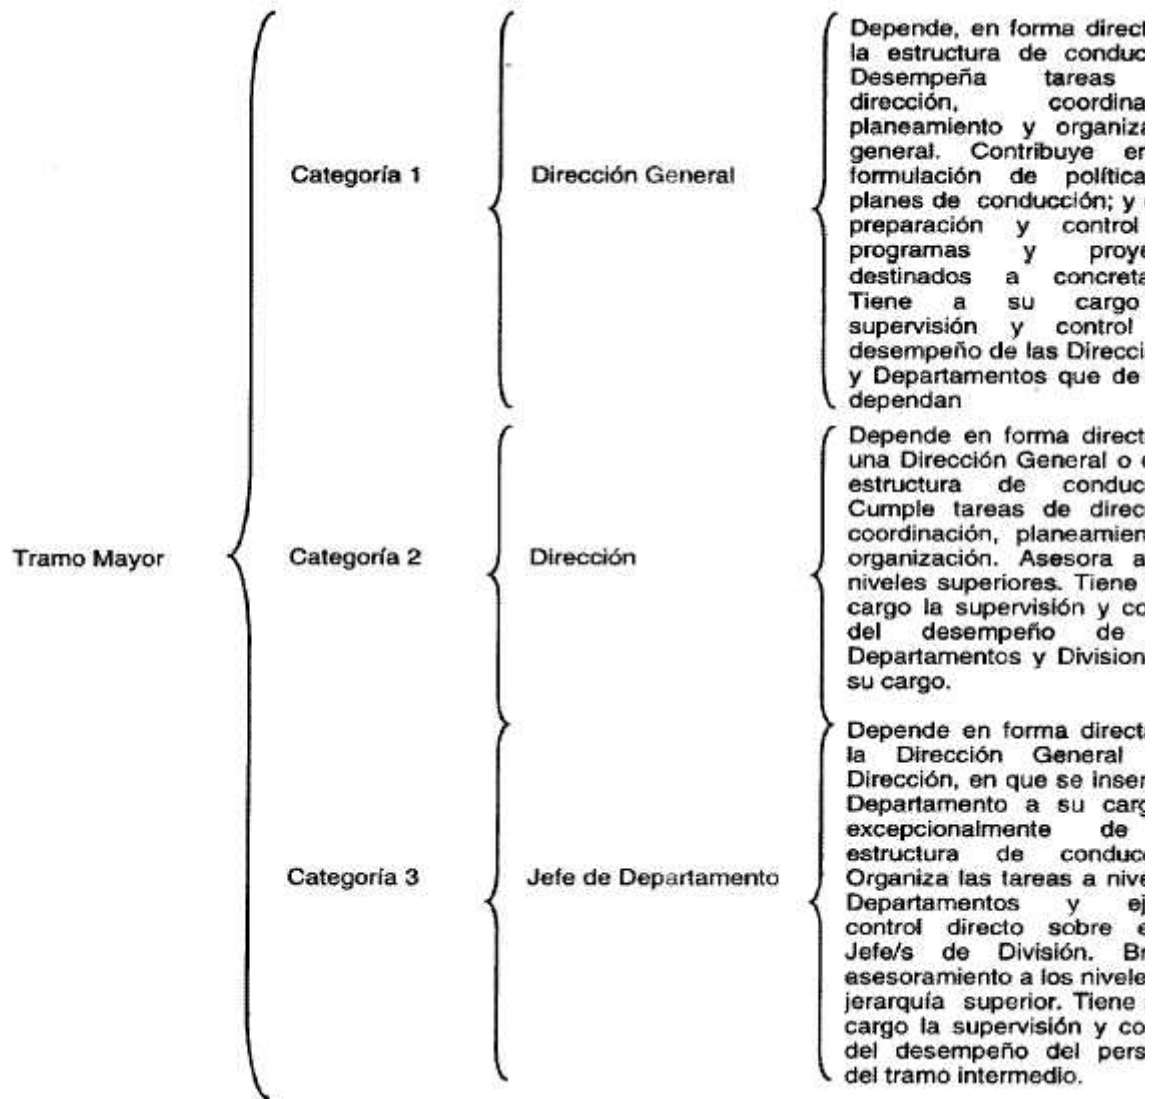 Tramo Mayor
Categoría 1
Dirección General
Depende, en forma direct
la estructura de conduc
Desempeña tareas
dirección, coordina
planeamiento y organiza
general. Contribuye en
formulación de política
planes de conducción; y
preparación y control
programas y proye
destinados a concreta
Tiene a su cargo
supervisión y control
desempeño de las Direcci
y Departamentos que de
dependan
Categoría 2
Dirección
Depende en forma direct
una Dirección General o
estructura de conduc
Cumple tareas de direc
coordinación, planeamien
organización. Asesora a
niveles superiores. Tiene
cargo la supervisión y co
del desempeño de
Departamentos y Division
su cargo.
Categoría 3
Jefe de Departamento
Depende en forma direct
la Dirección General
Dirección, en que se inser
Departamento a su carg
excepcionalmente de
estructura de conduc
Organiza las tareas a nive
Departamentos y ej
control directo sobre e
Jefe/s de División. Br
asesoramiento a los nivele
jerarquía superior. Tiene
cargo la supervisión y co
del desempeño del pers
del tramo intermedio.